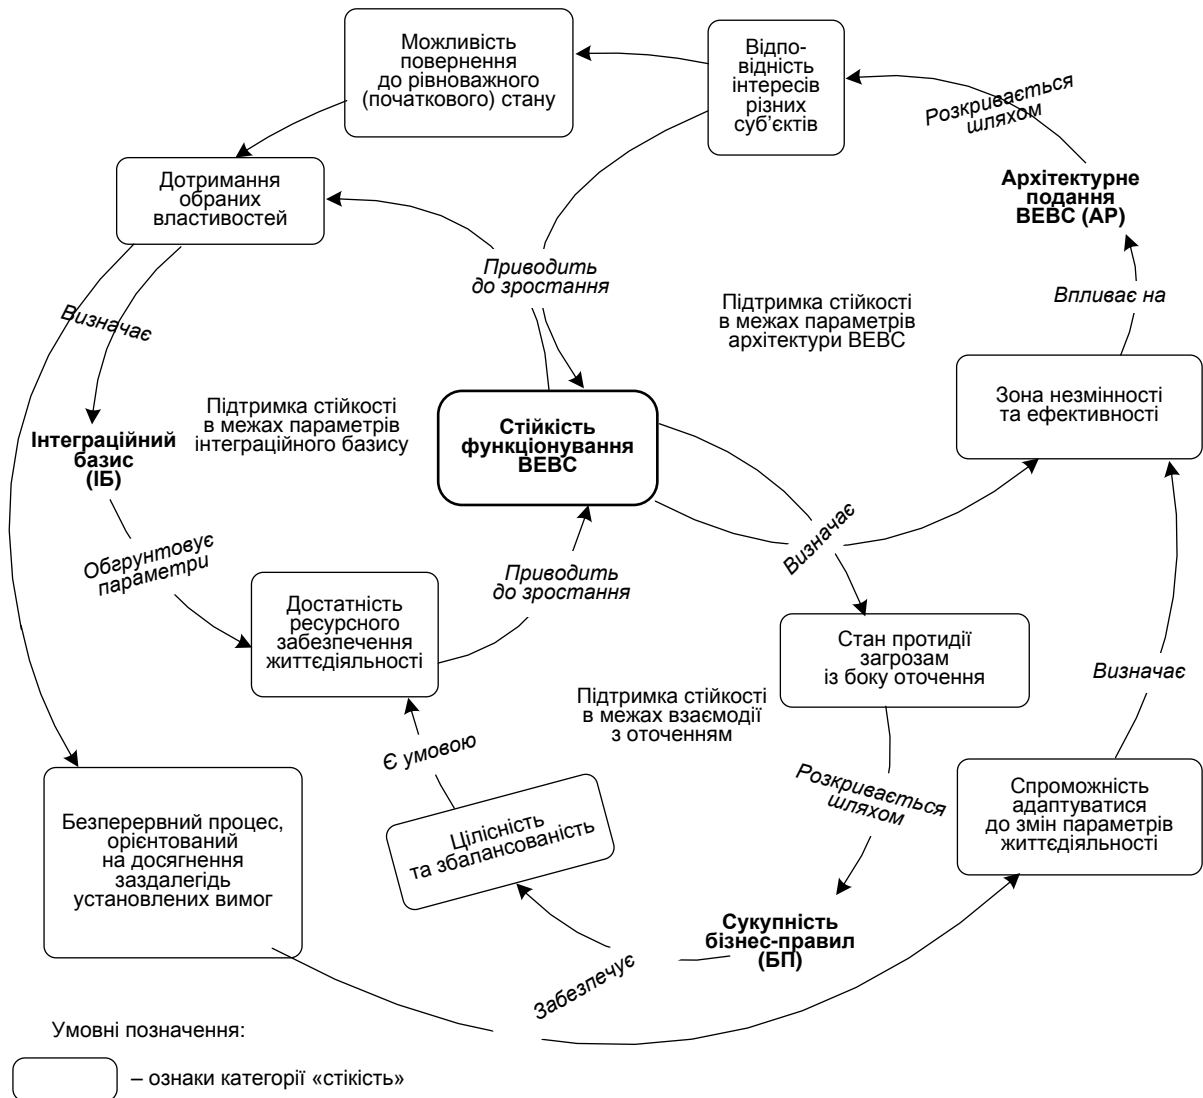 Можливість
повернення
до рівноважного
(початкового) стану
Відпо-
відність
інтересів
різних
суб’єктів
Розкривається
шляхом
Архітектурне
подання
ВЕВС (АР)
Дотримання
обраних
властивостей
Приводить
до зростання
Впливає на
Підтримка стійкості
в межах параметрів
архітектури ВЕВС
Визначає
Зона незмінності
та ефективності
Підтримка стійкості
в межах параметрів
інтеграційного базису
Стійкість
функціонування
ВЕВС
Інтеграційний
базис
(ІБ)
Визначає
Обґрунтовує
параметри
Приводить
до зростання
Достатність
ресурсного
забезпечення
життєдіяльності
Стан протидії
загрозам
із боку оточення
Визначає
Підтримка стійкості
в межах взаємодії
з оточенням
Є умовою
Розкривається
шляхом
Спроможність
адаптуватися
до змін параметрів
життєдіяльності
Безперервний процес,
орієнтований
на досягнення
заздалегідь
установлених вимог
Цілісність
та збалансованість
Сукупність
бізнес-правил
(БП)
Забезпечує
Умовні позначення:
– ознаки категорії «стікість»